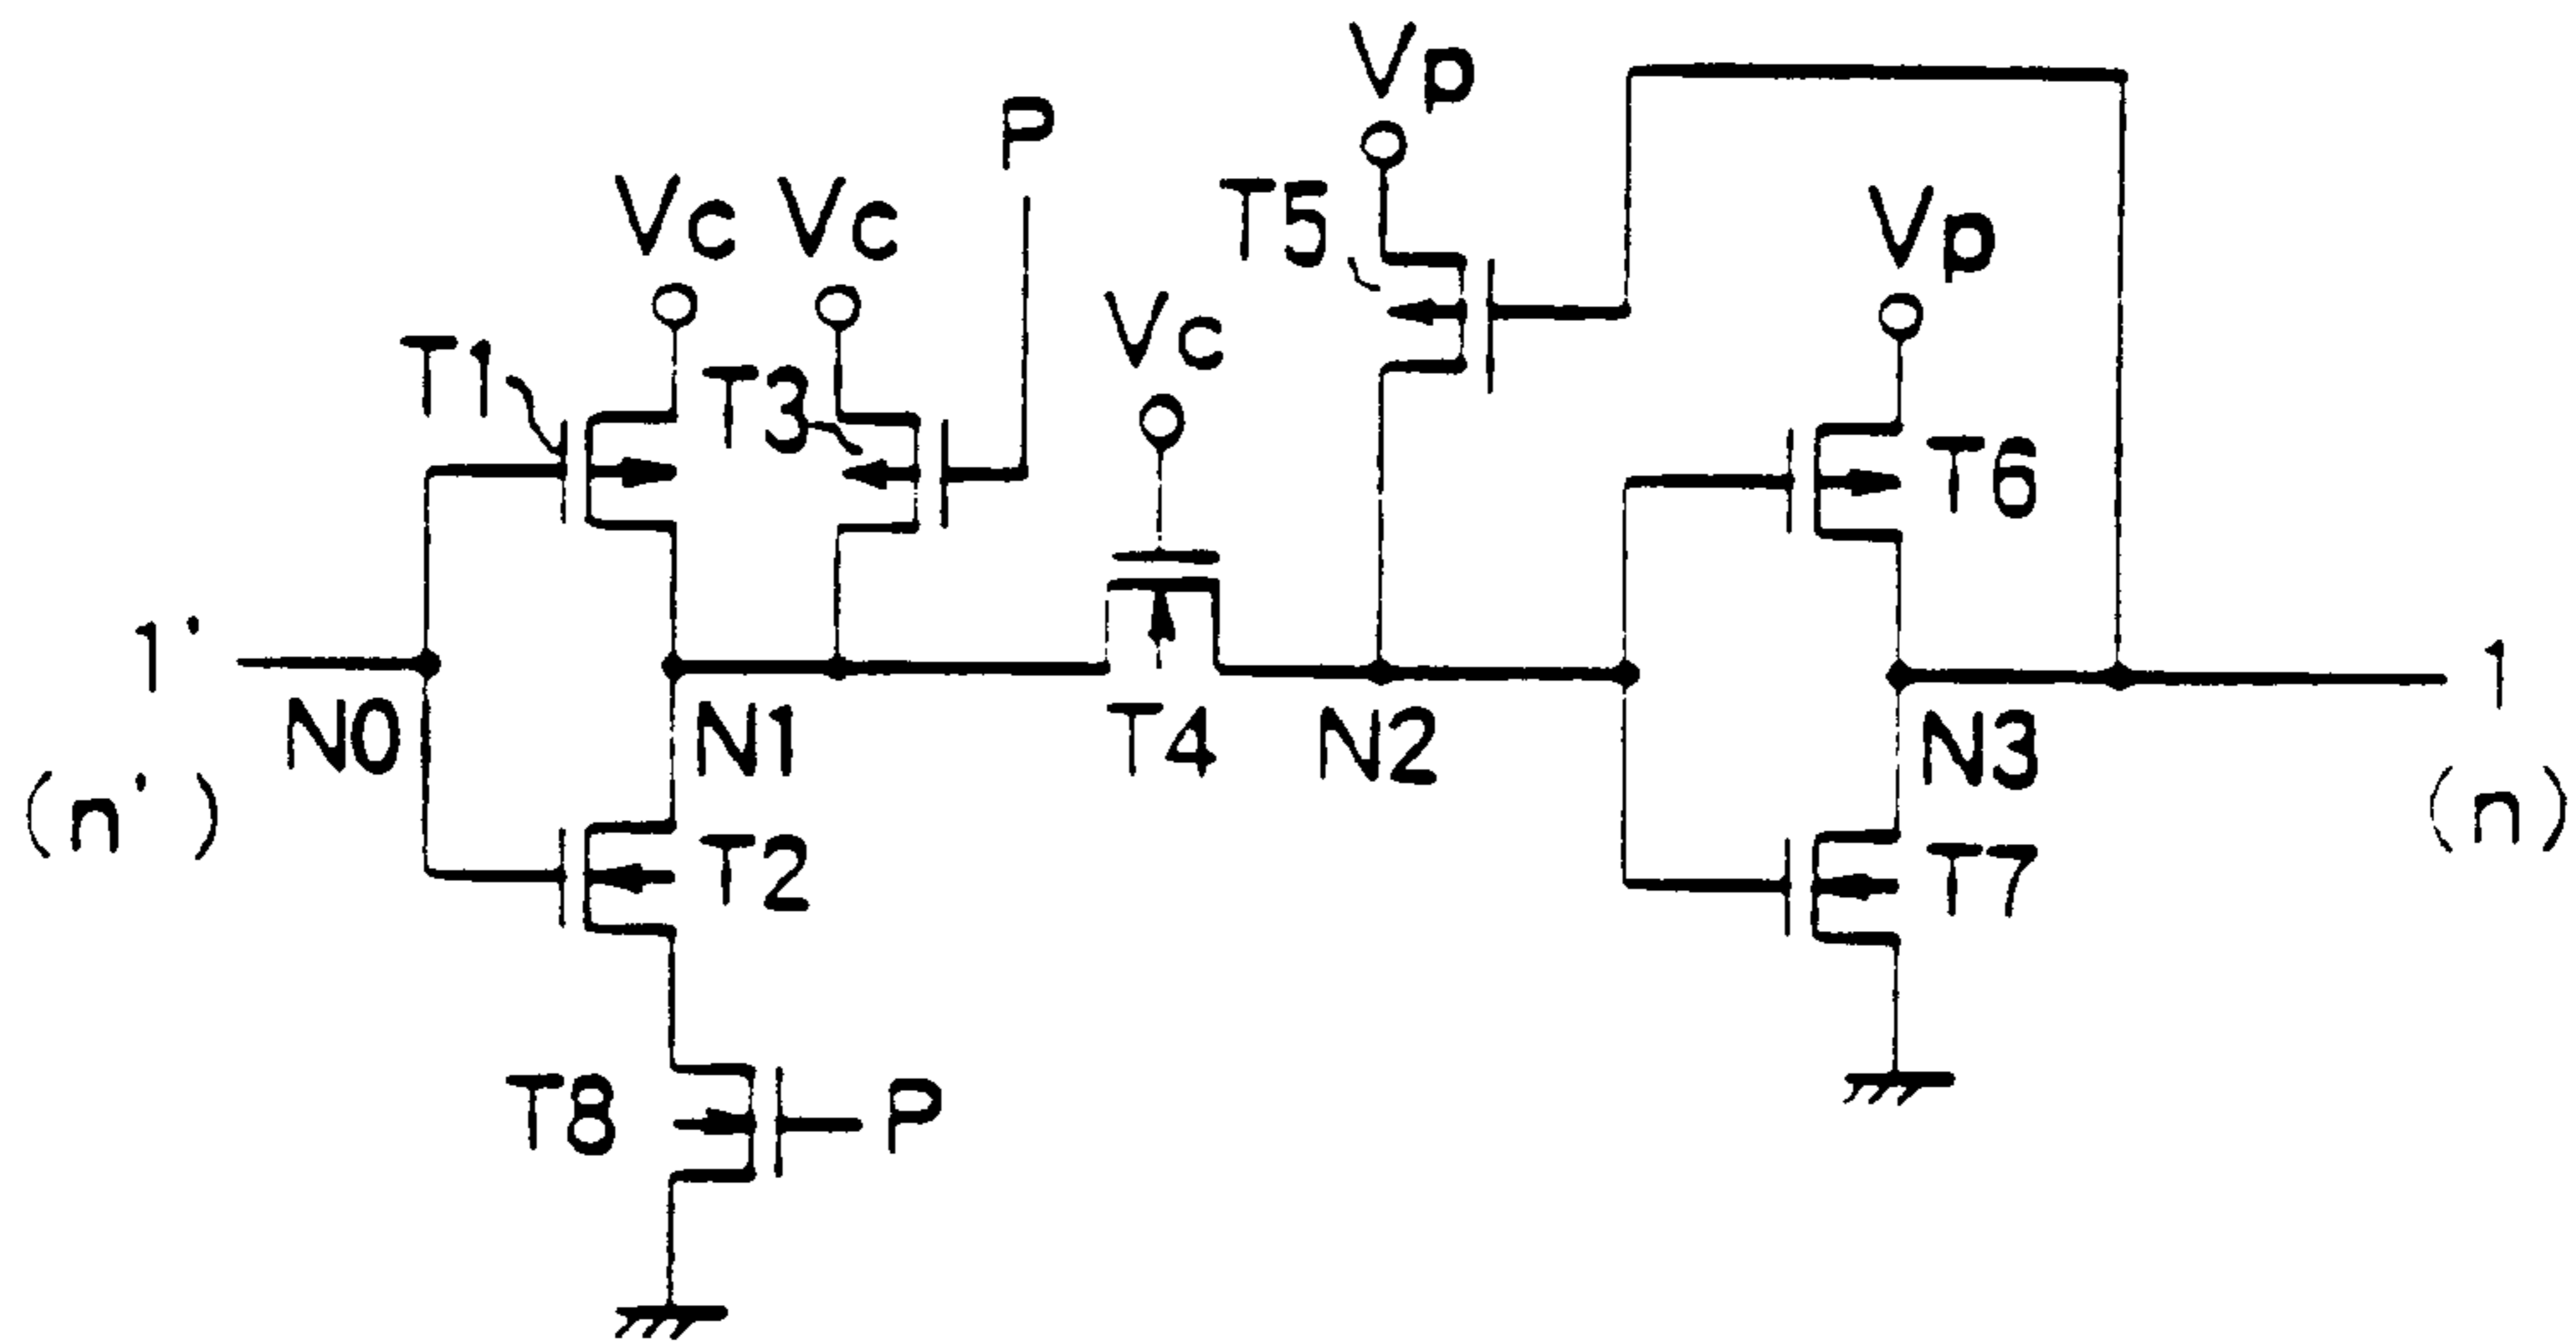 Vp
P
Vc
Vc
T5
Vp
Vc
T1
T3
T6
1'
1
N0
N1
T4
N2
N3
(n')
(n)
T2
T7
T8
P